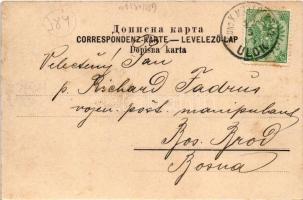 Дописна карта
CORRESPONDENZ-KARTE — LEVELEZŐ-LAP
Dopisna karta
Velectěný Pan
p. Richard Fadrus
vojen. pošt. manipulant
Bos. Brod
Bosna